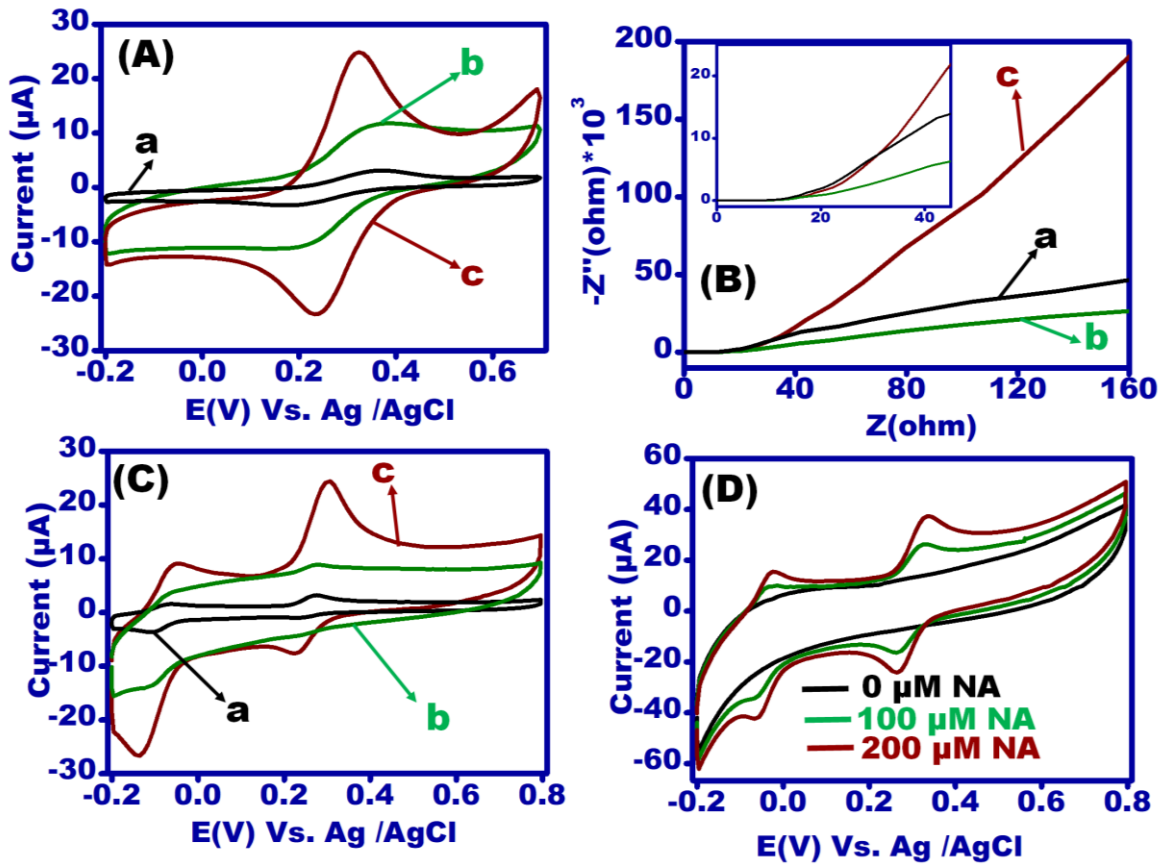 (A)
30
20
10
0
-10
-20
-30
Current (µA)
a
b
c
-0.2 0.0 0.2 0.4 0.6
E(V) Vs. Ag /AgCl
(B)
200
150
100
50
0
-Z''(ohm)*10³
20
10
0
0 20 40
c
a
b
0 40 80 120 160
Z(ohm)
(C)
30
20
10
0
-10
-20
-30
Current (µA)
c
a
b
-0.2 0.0 0.2 0.4 0.6 0.8
E(V) Vs. Ag /AgCl
(D)
60
40
20
0
-20
-40
-60
Current (µA)
0 µM NA
100 µM NA
200 µM NA
-0.2 0.0 0.2 0.4 0.6 0.8
E(V) Vs. Ag /AgCl